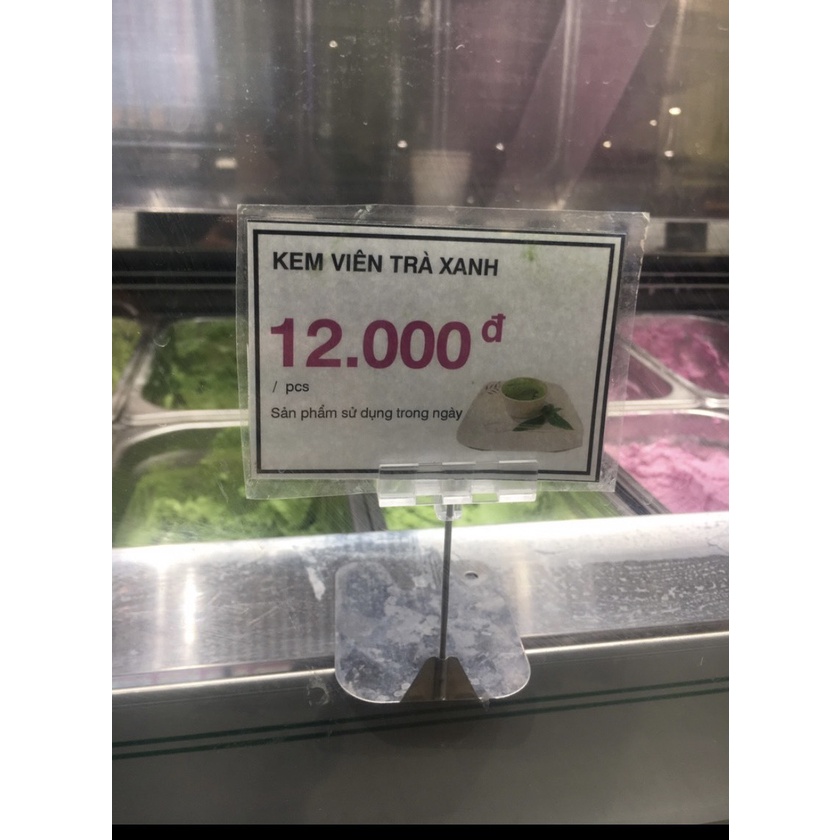 KEM VIÊN TRÀ XANH
12.000 đ
/ pcs
Sản phẩm sử dụng trong ngày